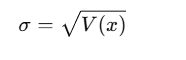 σ = √V(x)